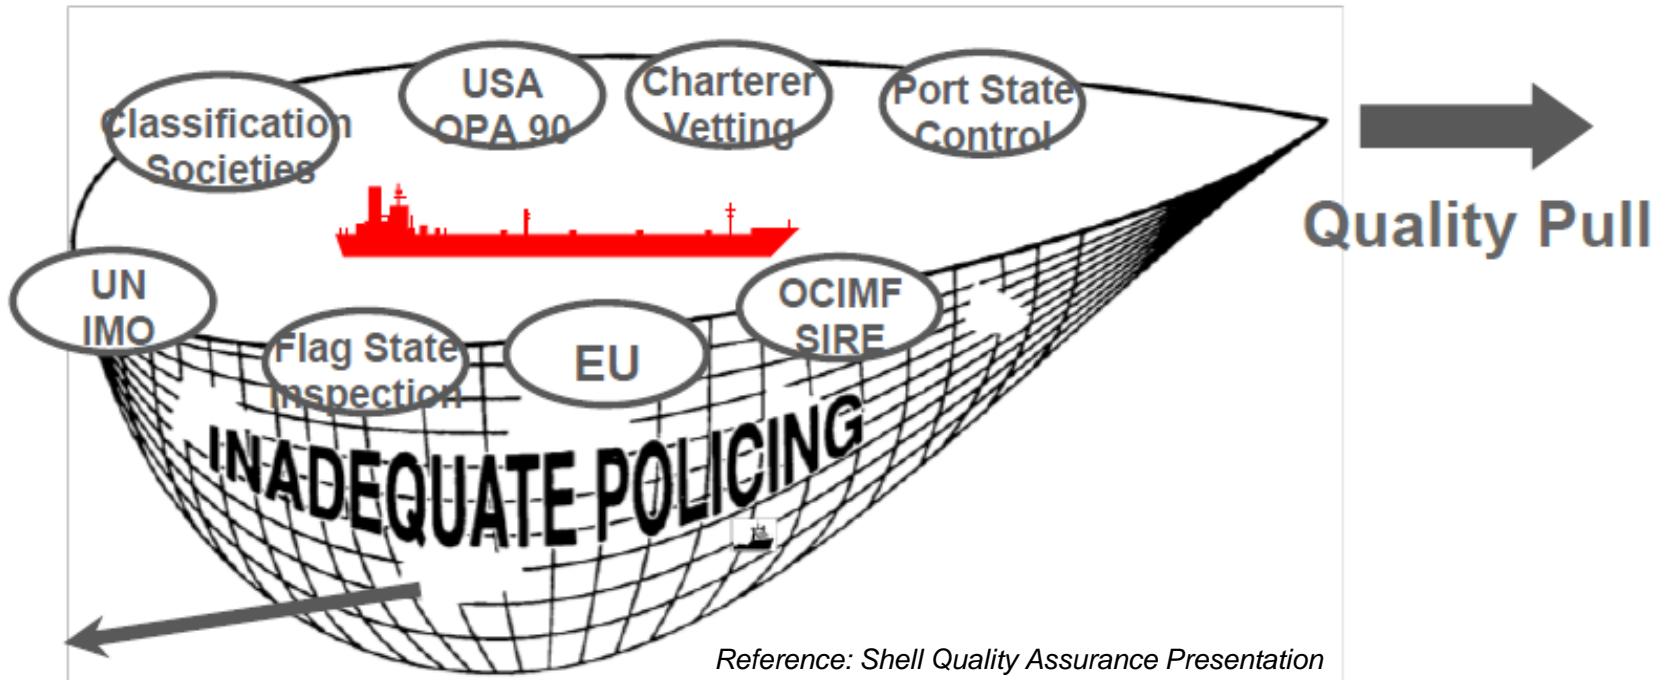 USA
OPA 90
Charterer
Vetting
Port State
Control
Classification
Societies
Quality Pull
UN
IMO
OCIMF
SIRE
Flag State
Inspection
EU
INADEQUATE POLICING
Reference: Shell Quality Assurance Presentation